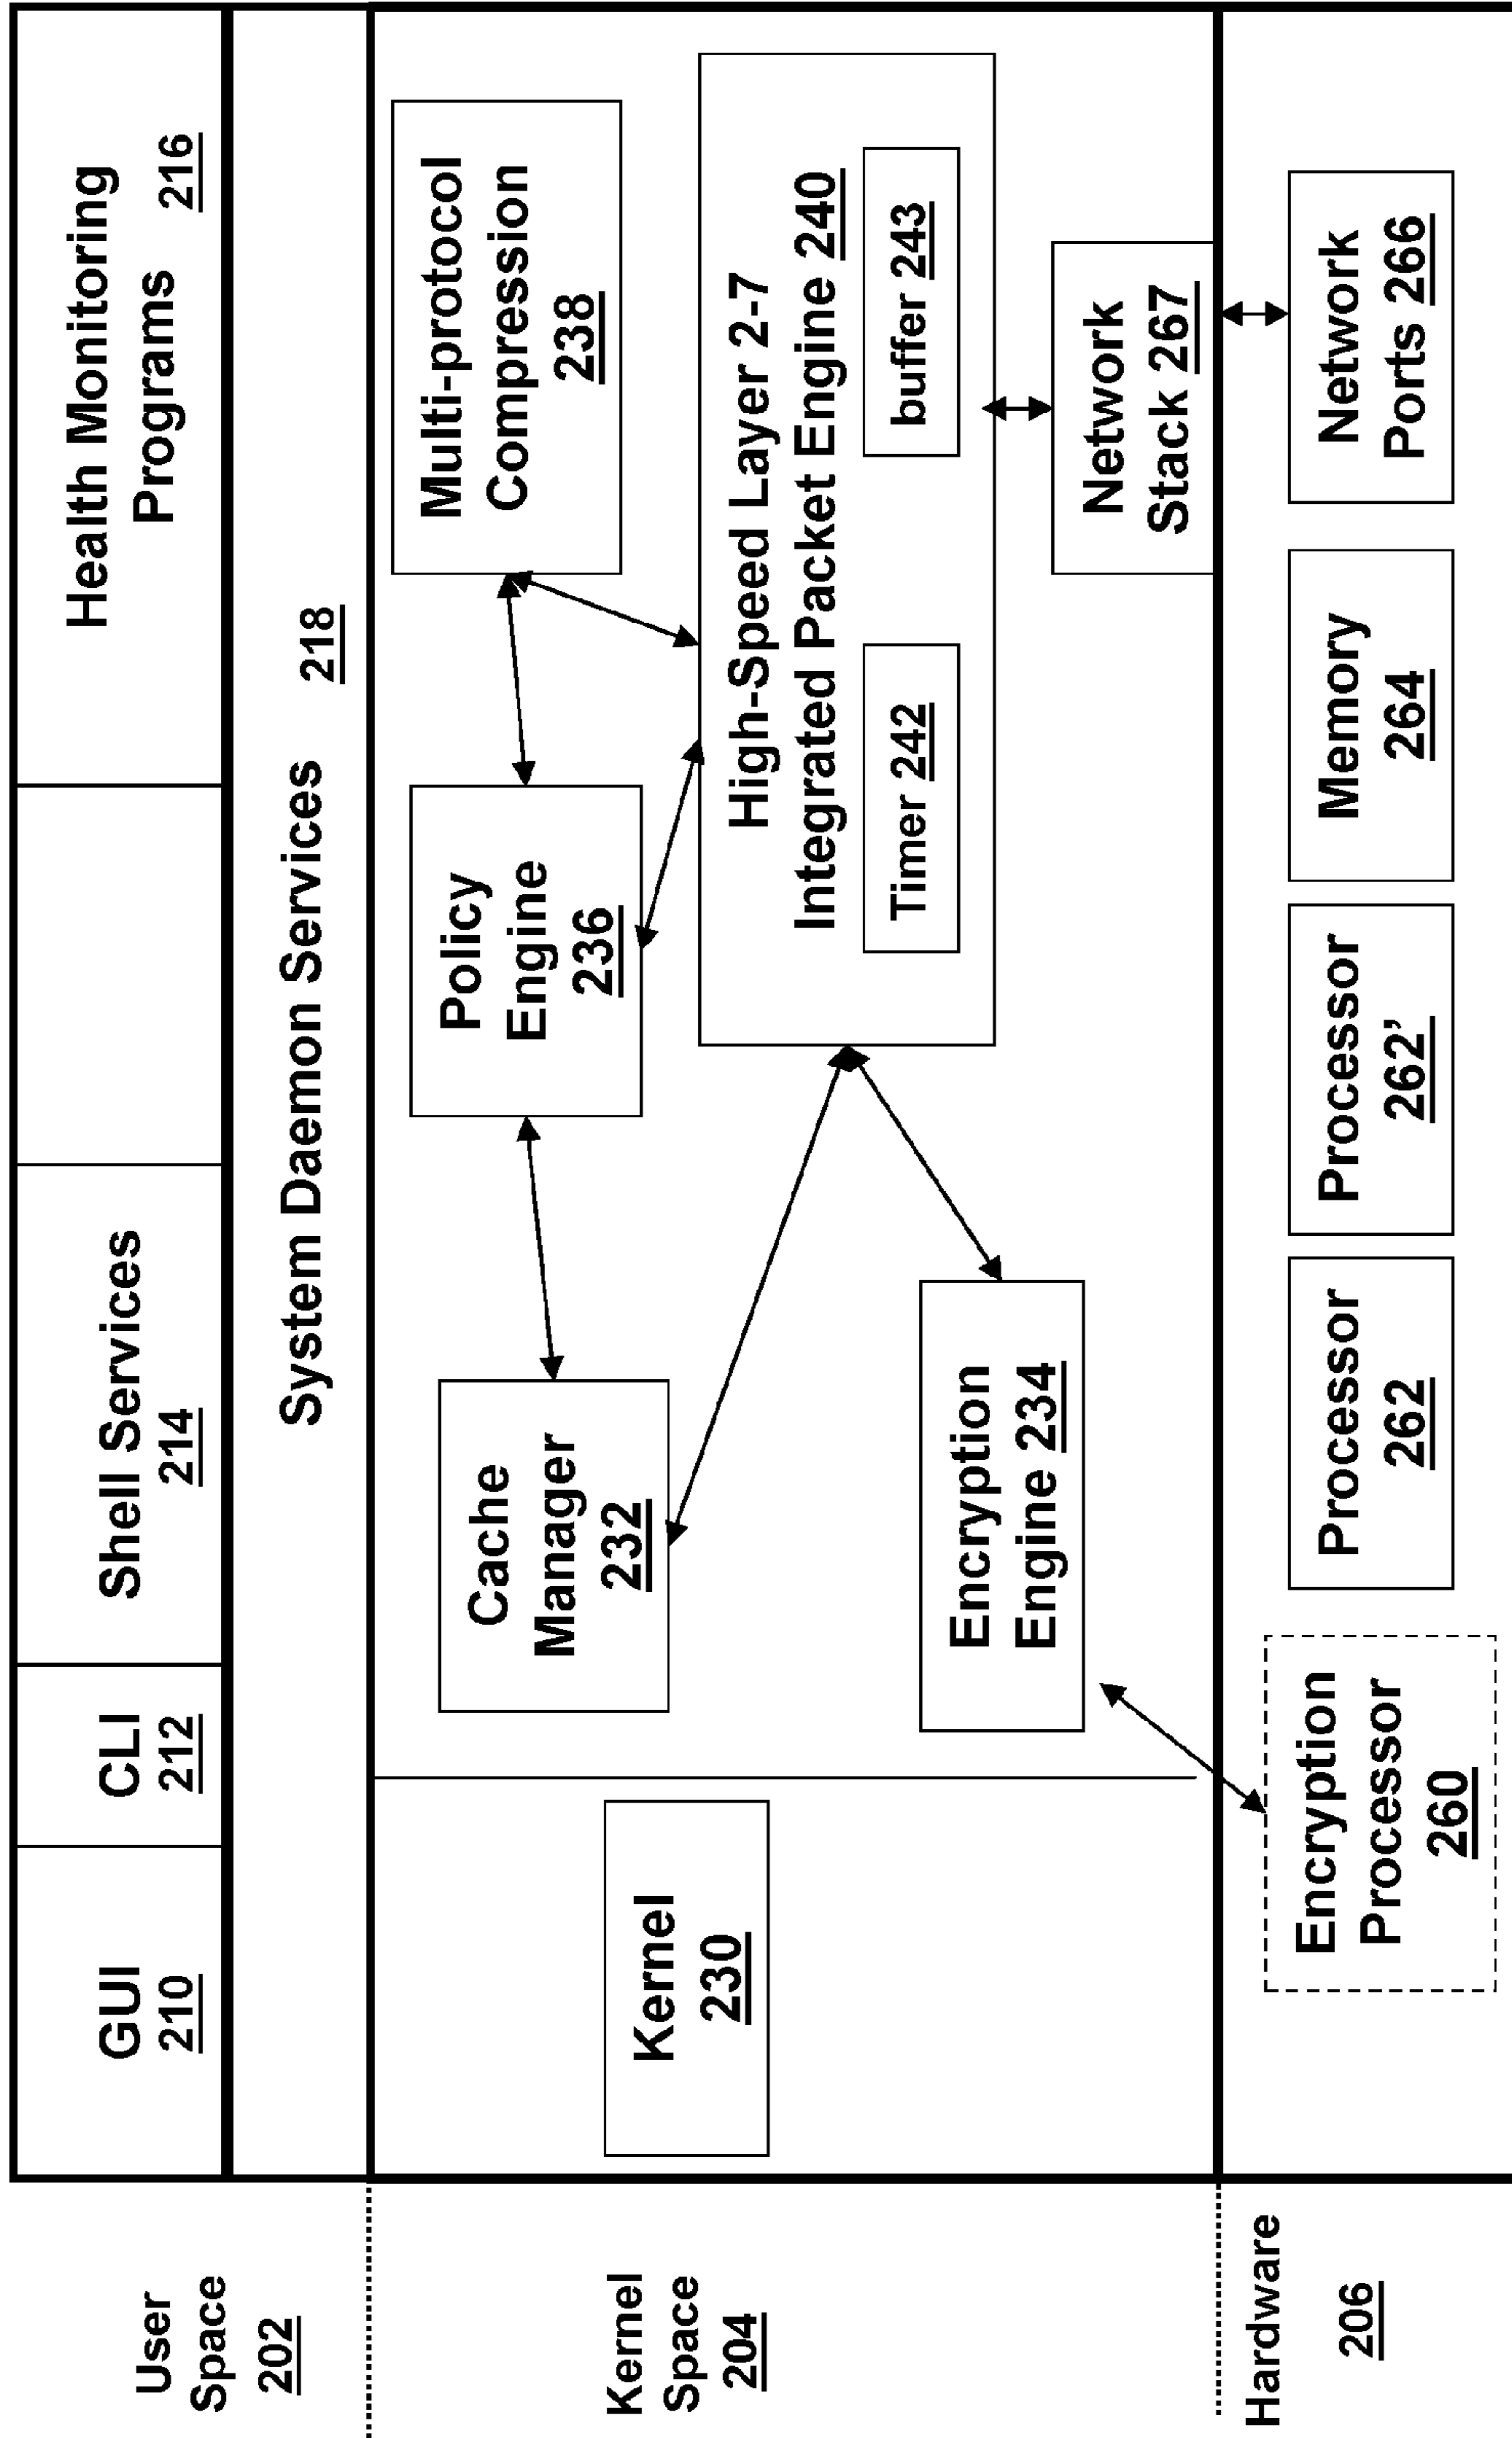 User
Space
202
GUI
210
CLI
212
Shell Services
214
Health Monitoring
Programs 216
System Daemon Services 218
Kernel
Space
204
Kernel
230
Cache
Manager
232
Policy
Engine
236
Multi-protocol
Compression
238
High-Speed Layer 2-7
Integrated Packet Engine 240
Timer 242
buffer 243
Encryption
Engine 234
Network
Stack 267
Hardware
206
Encryption
Processor
260
Processor
262
Processor
262’
Memory
264
Network
Ports 266